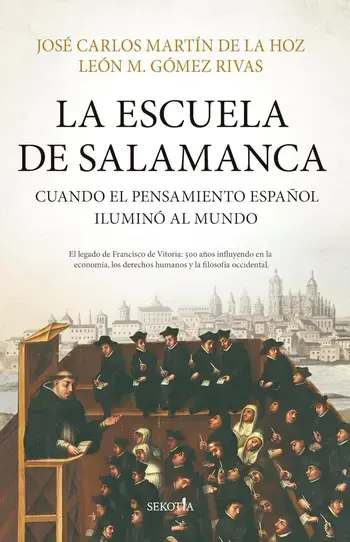 JOSÉ CARLOS MARTÍN DE LA HOZ
LEÓN M. GÓMEZ RIVAS
LA ESCUELA
DE SALAMANCA
CUANDO EL PENSAMIENTO ESPAÑOL
ILUMINÓ AL MUNDO
El legado de Francisco de Vitoria: 500 años influyendo en la
economía, los derechos humanos y la filosofía occidental.
SEKOTIA